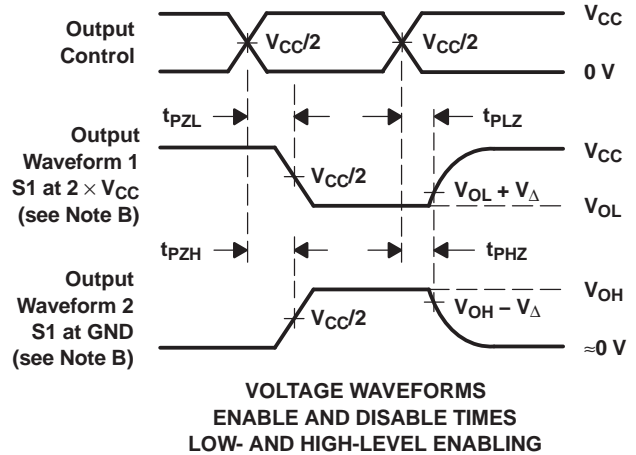 Output
Control
V_CC/2
V_CC/2
V_CC
0 V
t_PZL
t_PLZ
Output
Waveform 1
S1 at 2 × V_CC
(see Note B)
V_CC/2
V_CC
V_OL + V_Δ
V_OL
t_PZH
t_PHZ
Output
Waveform 2
S1 at GND
(see Note B)
V_CC/2
V_OH
V_OH – V_Δ
≈0 V
VOLTAGE WAVEFORMS
ENABLE AND DISABLE TIMES
LOW- AND HIGH-LEVEL ENABLING